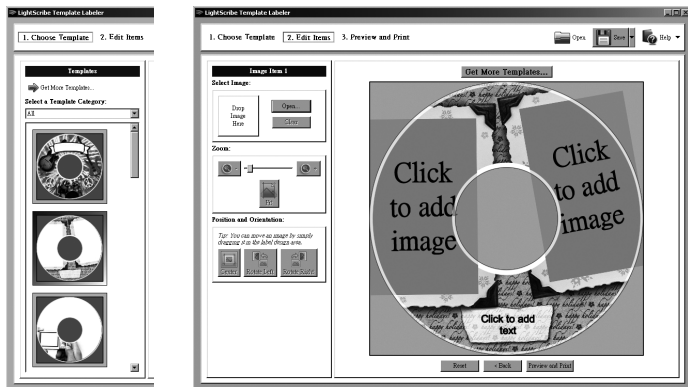 LightScribe Template Labeler
1. Choose Template 2. Edit Items
Templates
Get More Templates...
Select a Template Category:
All
LightScribe Template Labeler
1. Choose Template 2. Edit Items 3. Preview and Print Open Save Help
Image Item 1
Select Image:
Drop
Image
Here
Open...
Clear
Zoom:
Fit
Position and Orientation:
Tip: You can move an image by simply
dragging it in the label design area.
Center Rotate Left Rotate Right
Get More Templates...
Click
to add
image
Click
to add
image
happy holidays!
Click to add
text
Reset < Back Preview and Print